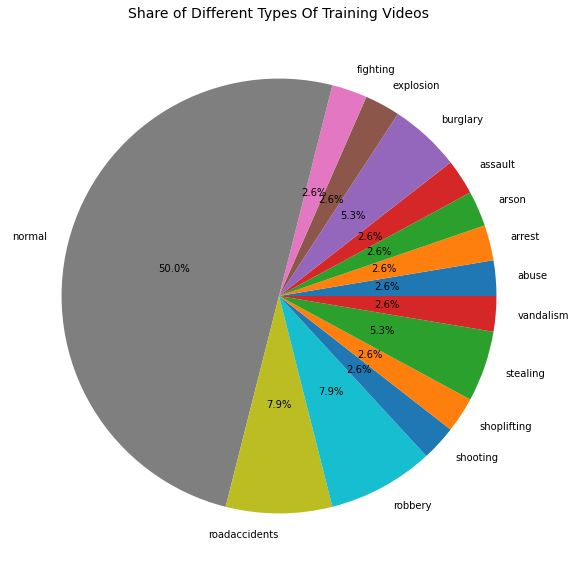 Share of Different Types Of Training Videos
fighting
explosion
burglary
assault
arson
arrest
abuse
normal
vandalism
stealing
shoplifting
shooting
robbery
roadaccidents
2.6%
2.6%
5.3%
2.6%
2.6%
2.6%
2.6%
50.0%
2.6%
5.3%
2.6%
2.6%
7.9%
7.9%